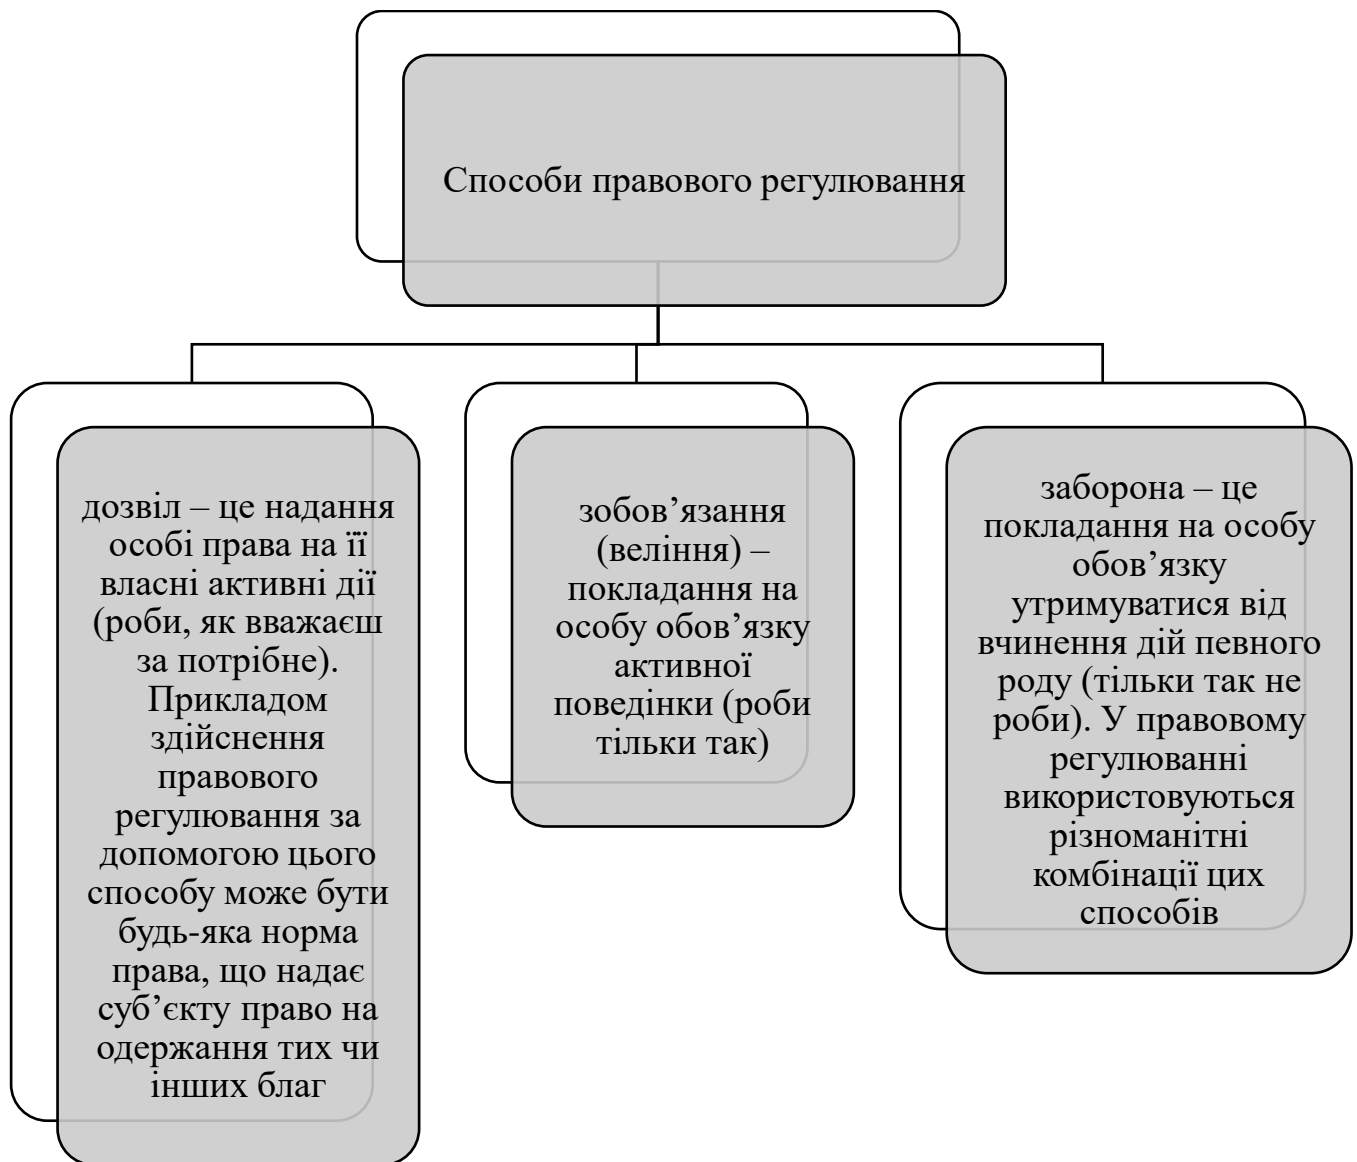 Способи правового регулювання
дозвіл – це надання
особі права на її
власні активні дії
(роби, як вважаєш
за потрібне).
Прикладом
здійснення
правового
регулювання за
допомогою цього
способу може бути
будь-яка норма
права, що надає
суб’єкту право на
одержання тих чи
інших благ
зобов’язання
(веління) –
покладання на
особу обов’язку
активної
поведінки (роби
тільки так)
заборона – це
покладання на особу
обов’язку
утримуватися від
вчинення дій певного
роду (тільки так не
роби). У правовому
регулюванні
використовуються
різноманітні
комбінації цих
способів